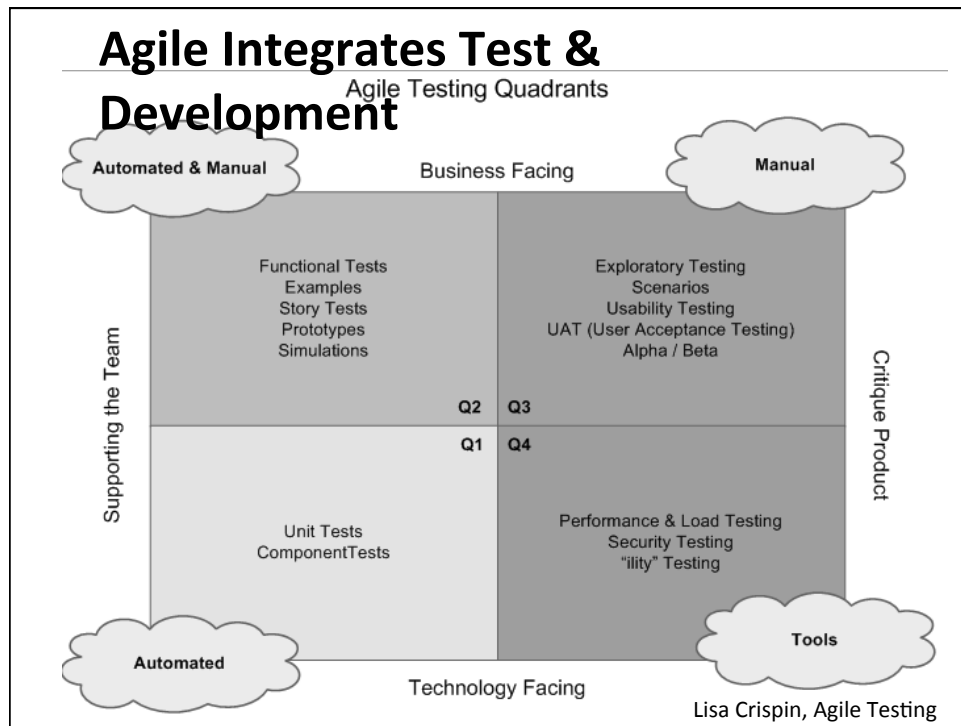 Agile Integrates Test &
Development
Agile Testing Quadrants
Automated & Manual
Business Facing
Manual
Functional Tests
Examples
Story Tests
Prototypes
Simulations
Exploratory Testing
Scenarios
Usability Testing
UAT (User Acceptance Testing)
Alpha / Beta
Supporting the Team
Critique Product
Q2
Q3
Q1
Q4
Unit Tests
ComponentTests
Performance & Load Testing
Security Testing
“ility” Testing
Automated
Tools
Technology Facing
Lisa Crispin, Agile Testing